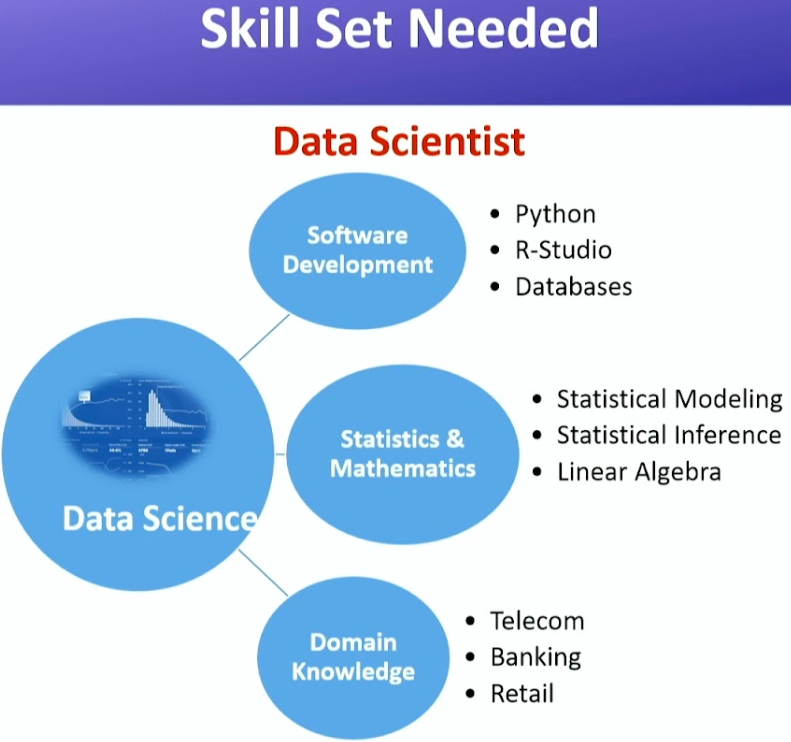 Skill Set Needed
Data Scientist
Software
Development
• Python
• R-Studio
• Databases
Data Science
Statistics &
Mathematics
• Statistical Modeling
• Statistical Inference
• Linear Algebra
Domain
Knowledge
• Telecom
• Banking
• Retail